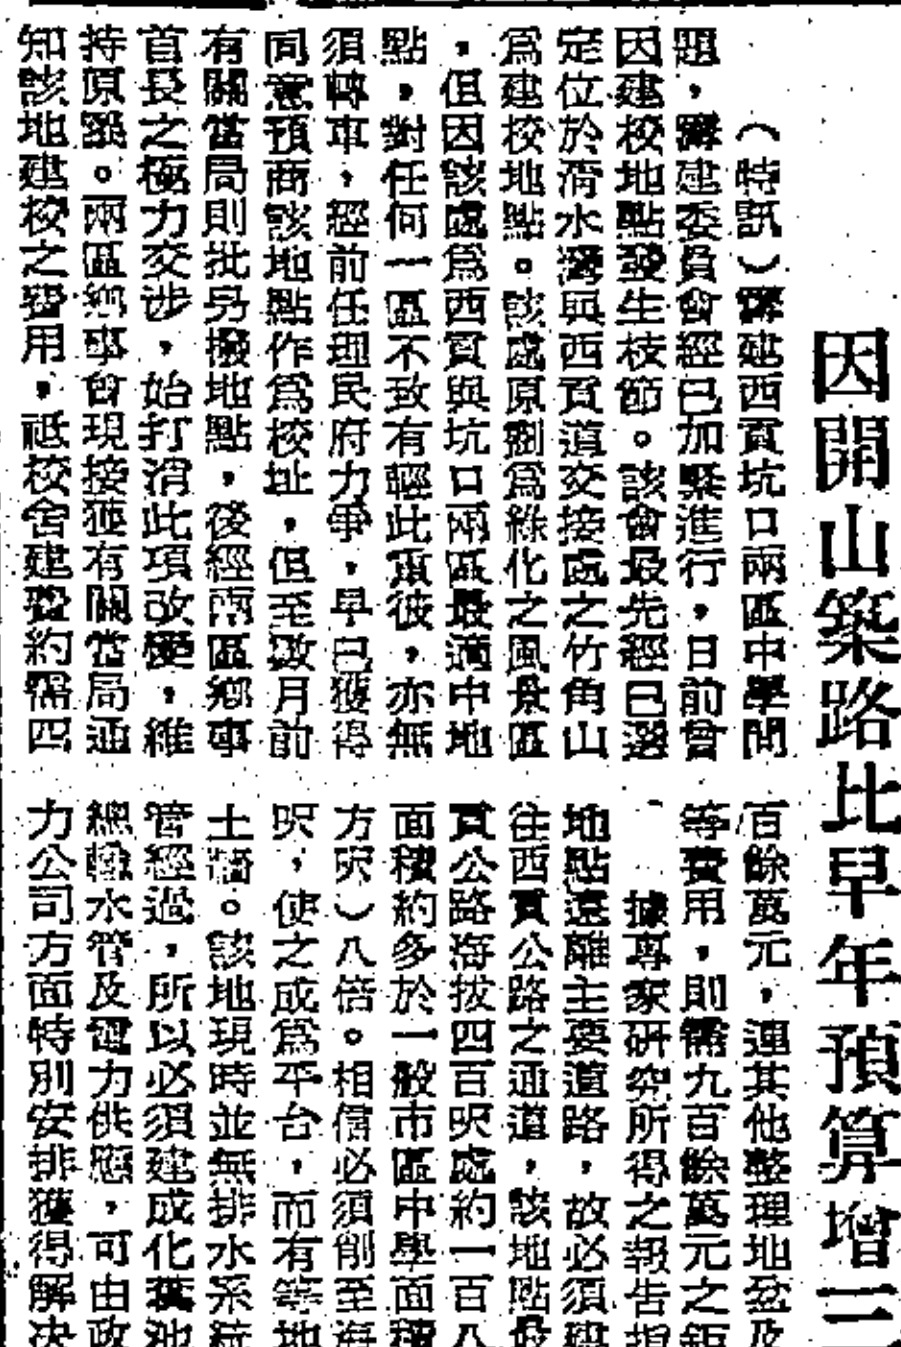 因開山築路比早年預算增三
（特訊）籌建西貢坑口兩區中學問
題，籌建委員會經已加緊進行，日前曾
因建校地點發生枝節。該會最先經已選
定位於清水灣與西貢道交接處之竹角山
爲建校地點。該處原劃爲綠化之風景區
，但因該處爲西貢與坑口兩區最適中地
點，對任何一區不致有輕此重彼，亦無
須轉車，經前任理民府力爭，早已獲得
同意預商該地點作爲校址，但至數月前
有關當局則批另撥地點，後經兩區鄉事
首長之極力交涉，始打消此項改變，維
持原議。兩區鄉事會現接獲有關當局通
知該地建校之費用，祗校舍建費約需四
百餘萬元，連其他整理地盆及
等費用，則需九百餘萬元之鉅
據專家研究所得之報告指
地點遠離主要道路，故必須與
往西貢公路之通道，該地點最
貢公路海拔四百呎處約一百八
面積約多於一般市區中學面積
方呎）八倍。相信必須削至海
呎，使之成爲平台，而有等地
土牆。該地現時並無排水系統
管經過，所以必須建成化糞池
總輸水管及電力供應，可由政
力公司方面特別安排獲得解決